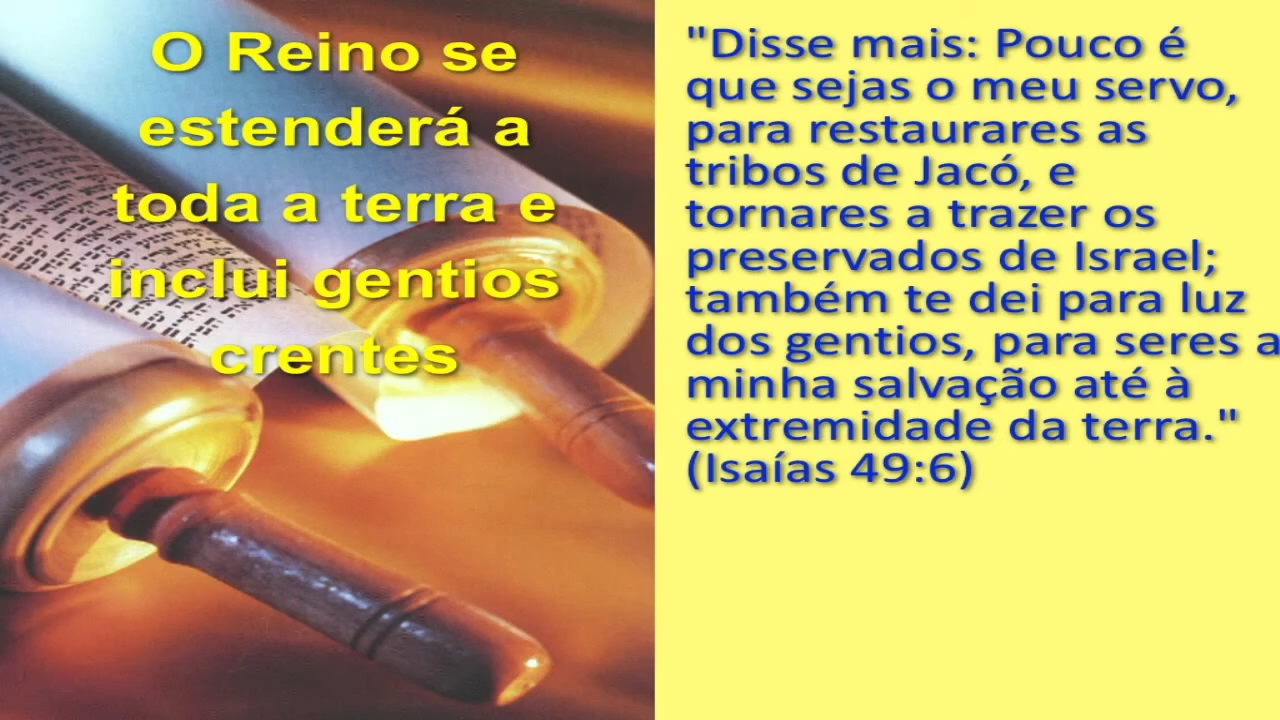 O Reino se
estenderá a
toda a terra e
inclui gentios
crentes
"Disse mais: Pouco é
que sejas o meu servo,
para restaurares as
tribos de Jacó, e
tornares a trazer os
preservados de Israel;
também te dei para luz
dos gentios, para seres a
minha salvação até à
extremidade da terra."
(Isaías 49:6)